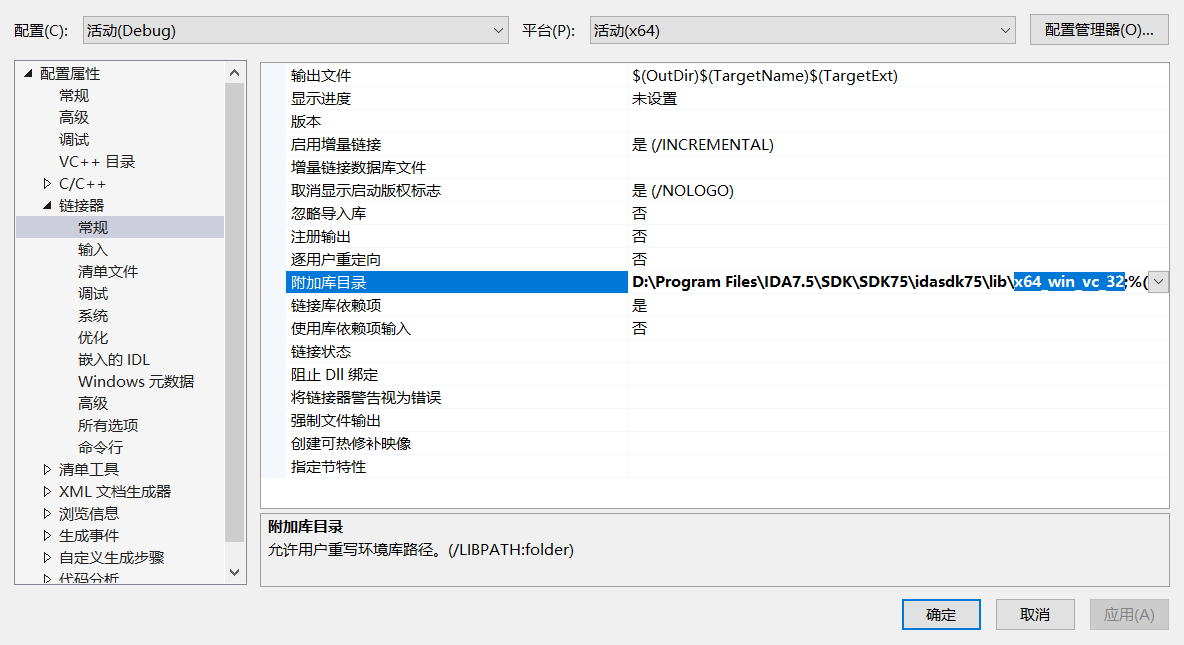 配置(C): 活动(Debug) 平台(P): 活动(x64) 配置管理器(O)...
配置属性
常规
高级
调试
VC++ 目录
C/C++
链接器
常规
输入
清单文件
调试
系统
优化
嵌入的 IDL
Windows 元数据
高级
所有选项
命令行
清单工具
XML 文档生成器
浏览信息
生成事件
自定义生成步骤
代码分析
输出文件 $(OutDir)$(TargetName)$(TargetExt)
显示进度 未设置
版本
启用增量链接 是 (/INCREMENTAL)
增量链接数据库文件
取消显示启动版权标志 是 (/NOLOGO)
忽略导入库 否
注册输出 否
逐用户重定向 否
附加库目录 D:\Program Files\IDA7.5\SDK\SDK75\idasdk75\lib\x64_win_vc_32;%(
链接库依赖项 是
使用库依赖项输入 否
链接状态
阻止 Dll 绑定
将链接器警告视为错误
强制文件输出
创建可热修补映像
指定节特性
附加库目录
允许用户重写环境库路径。(/LIBPATH:folder)
确定 取消 应用(A)